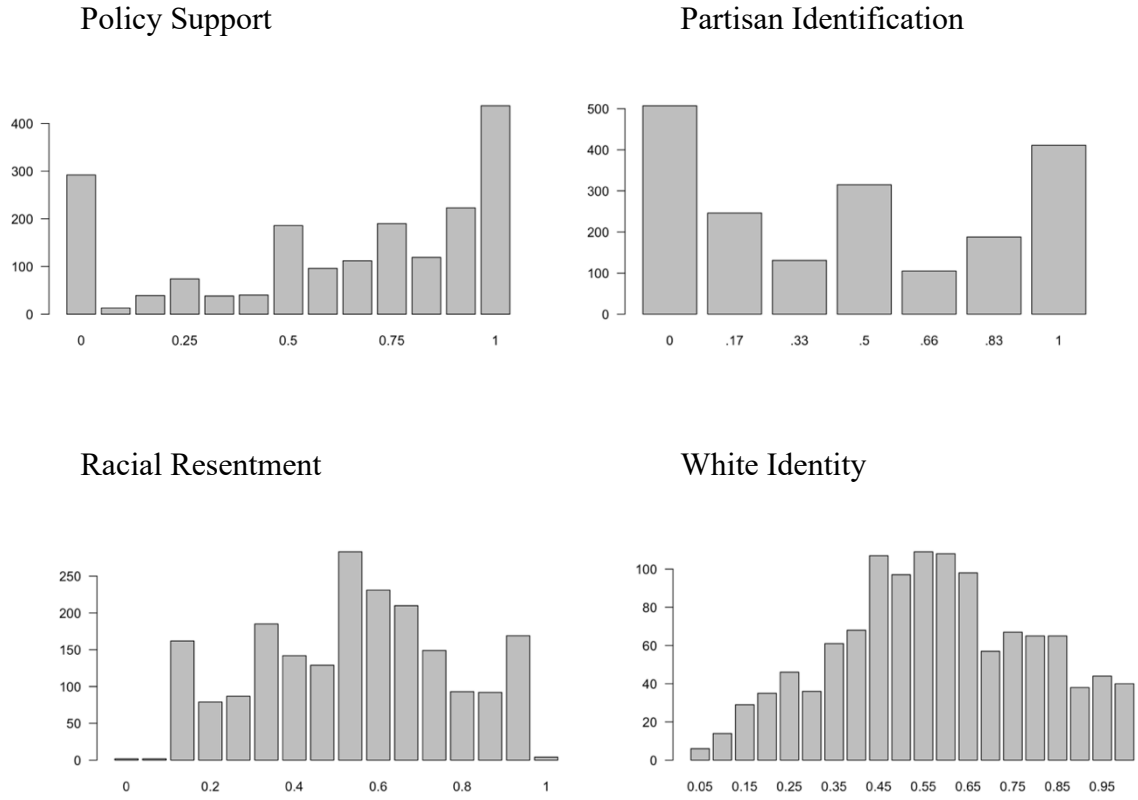 Policy Support
400
300
200
100
0
0 0.25 0.5 0.75 1
Partisan Identification
500
400
300
200
100
0
0 .17 .33 .5 .66 .83 1
Racial Resentment
250
200
150
100
50
0
0 0.2 0.4 0.6 0.8 1
White Identity
100
80
60
40
20
0
0.05 0.15 0.25 0.35 0.45 0.55 0.65 0.75 0.85 0.95